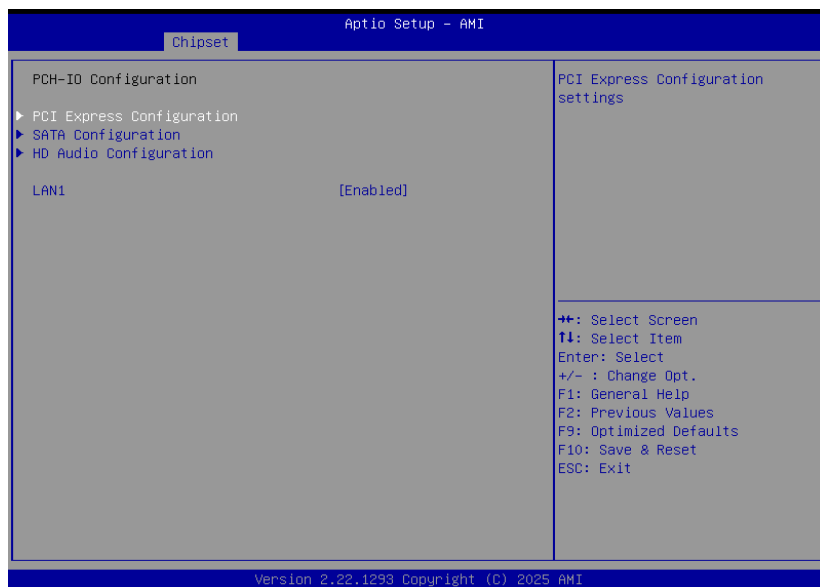 Aptio Setup – AMI
Chipset
PCH-IO Configuration
▶ PCI Express Configuration
▶ SATA Configuration
▶ HD Audio Configuration
LAN1 [Enabled]
PCI Express Configuration
settings
→←: Select Screen
↑↓: Select Item
Enter: Select
+/- : Change Opt.
F1: General Help
F2: Previous Values
F9: Optimized Defaults
F10: Save & Reset
ESC: Exit
Version 2.22.1293 Copyright (C) 2025 AMI